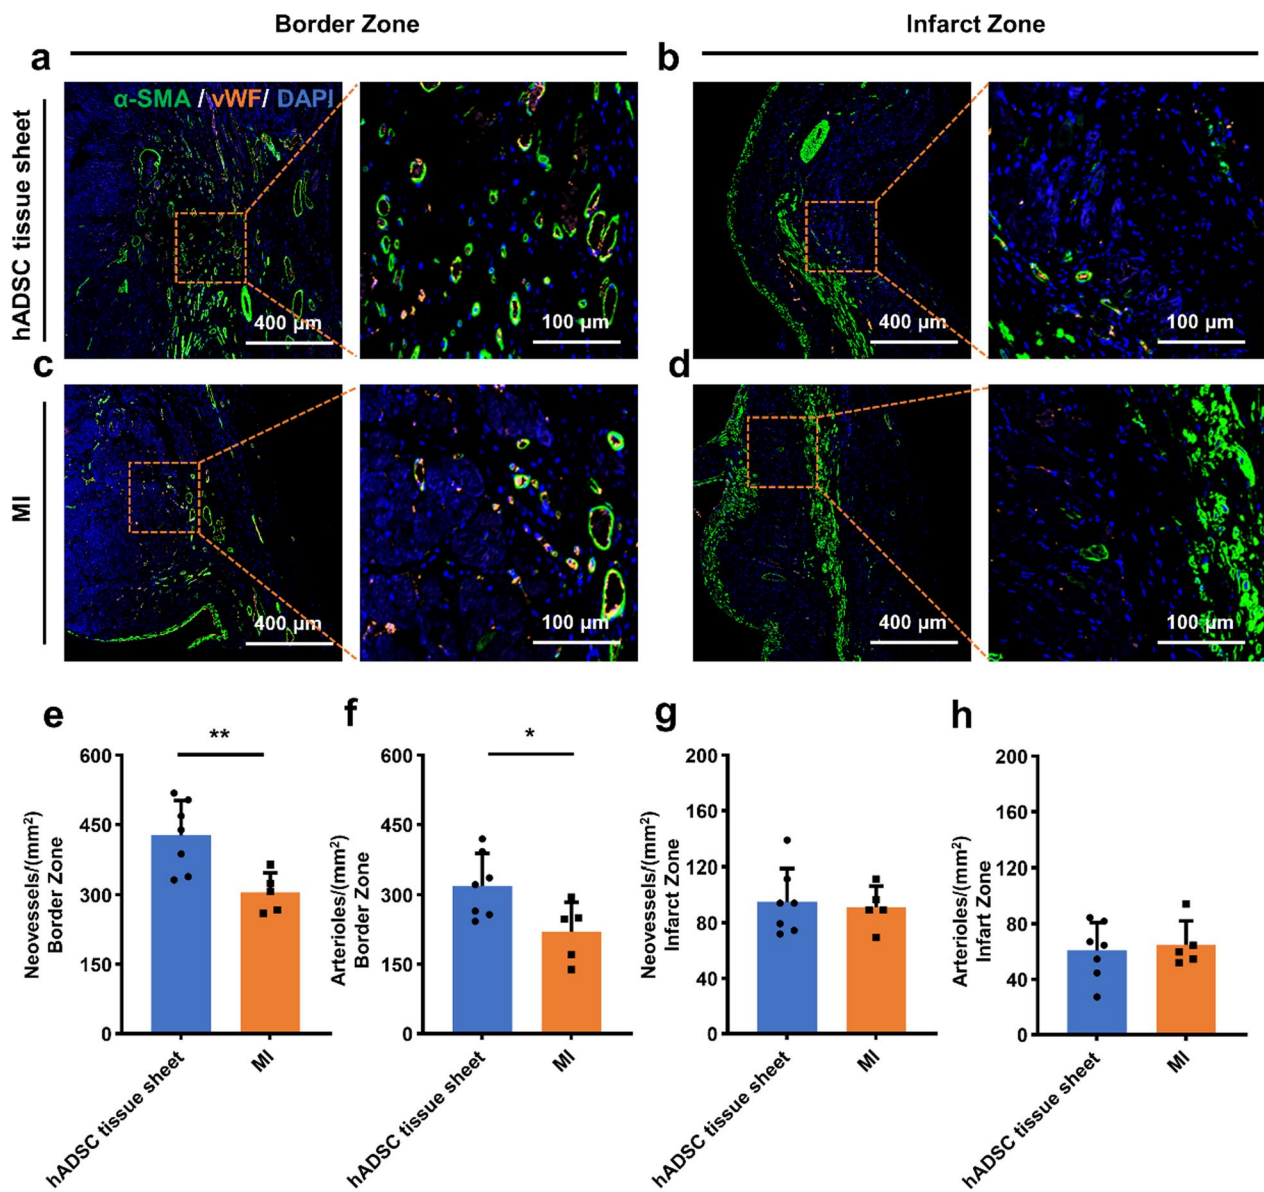 Border Zone
Infarct Zone
a
b
hADSC tissue sheet
α-SMA / vWF/ DAPI
400 µm
100 µm
400 µm
100 µm
c
d
MI
400 µm
100 µm
400 µm
100 µm
e
f
g
h
**
*
Neovessels/(mm²)
Border Zone
600
450
300
150
0
hADSC tissue sheet
MI
Arterioles/(mm²)
Border Zone
600
450
300
150
0
hADSC tissue sheet
MI
Neovessels/(mm²)
Infarct Zone
200
160
120
80
40
0
hADSC tissue sheet
MI
Arterioles/(mm²)
Infart Zone
200
160
120
80
40
0
hADSC tissue sheet
MI